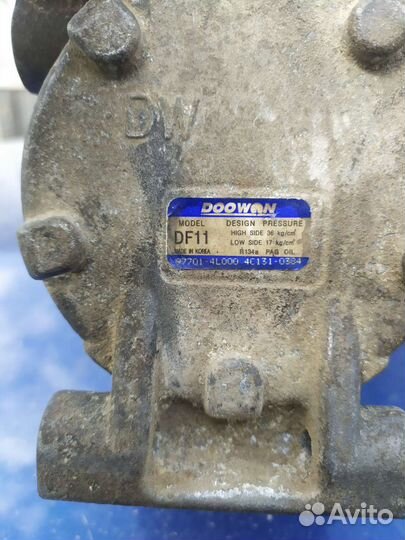 DW
DOOWON
MODEL DESIGN PRESSURE
DF11 HIGH SIDE 36 kg/cm²
LOW SIDE 17 kg/cm²
MADE IN KOREA R134a PAG OIL
97701-4L000 4C131-0384
Avito